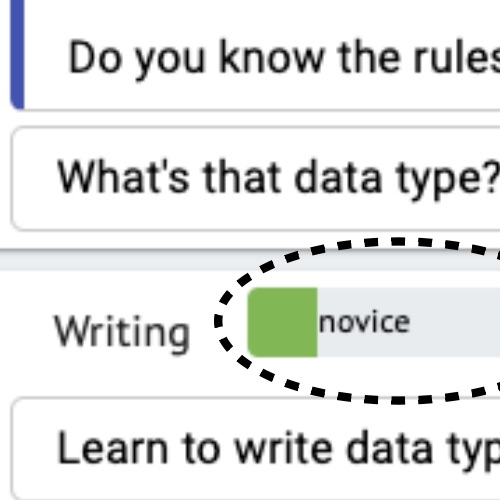 Do you know the rules
What's that data type?
Writing novice
Learn to write data typ